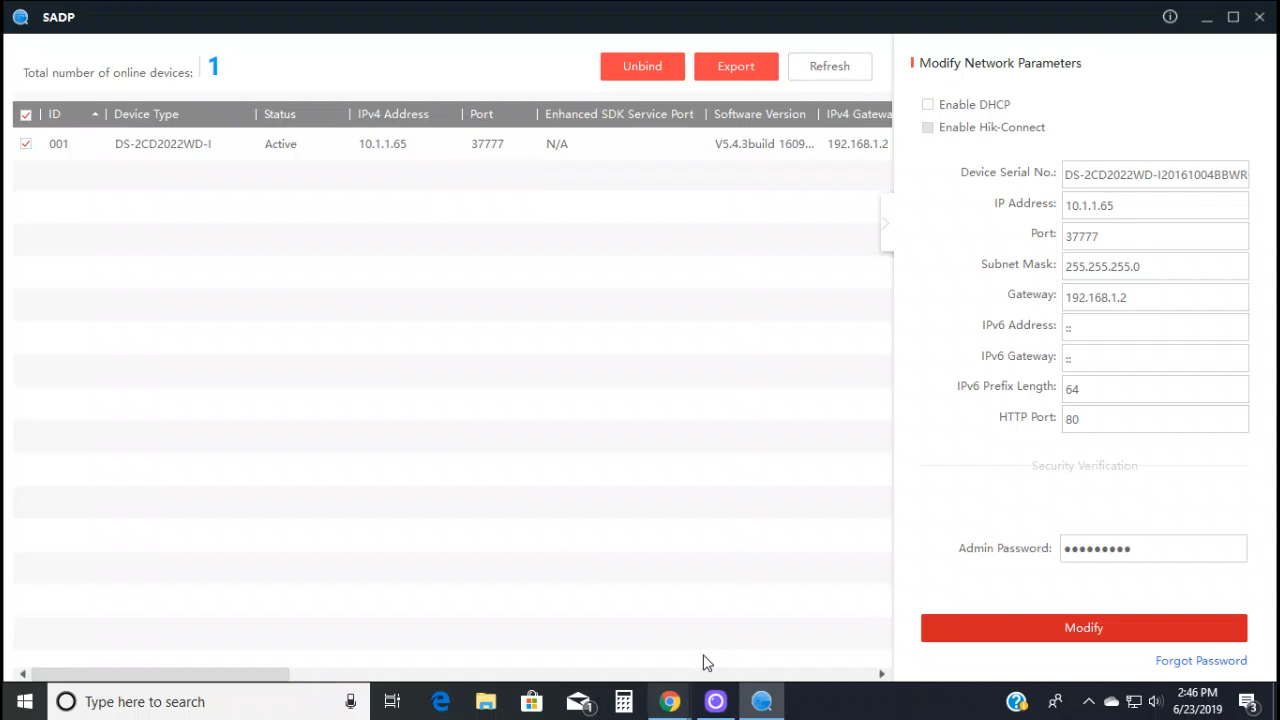 SADP
Total number of online devices: 1
Unbind
Export
Refresh
ID
Device Type
Status
IPv4 Address
Port
Enhanced SDK Service Port
Software Version
IPv4 Gatewa
001
DS-2CD2022WD-I
Active
10.1.1.65
37777
N/A
V5.4.3build 1609...
192.168.1.2
Modify Network Parameters
Enable DHCP
Enable Hik-Connect
Device Serial No.: DS-2CD2022WD-I20161004BBWR
IP Address: 10.1.1.65
Port: 37777
Subnet Mask: 255.255.255.0
Gateway: 192.168.1.2
IPv6 Address: ::
IPv6 Gateway: ::
IPv6 Prefix Length: 64
HTTP Port: 80
Security Verification
Admin Password: ●●●●●●●●●
Modify
Forgot Password
Type here to search
1
2:46 PM
6/23/2019
3